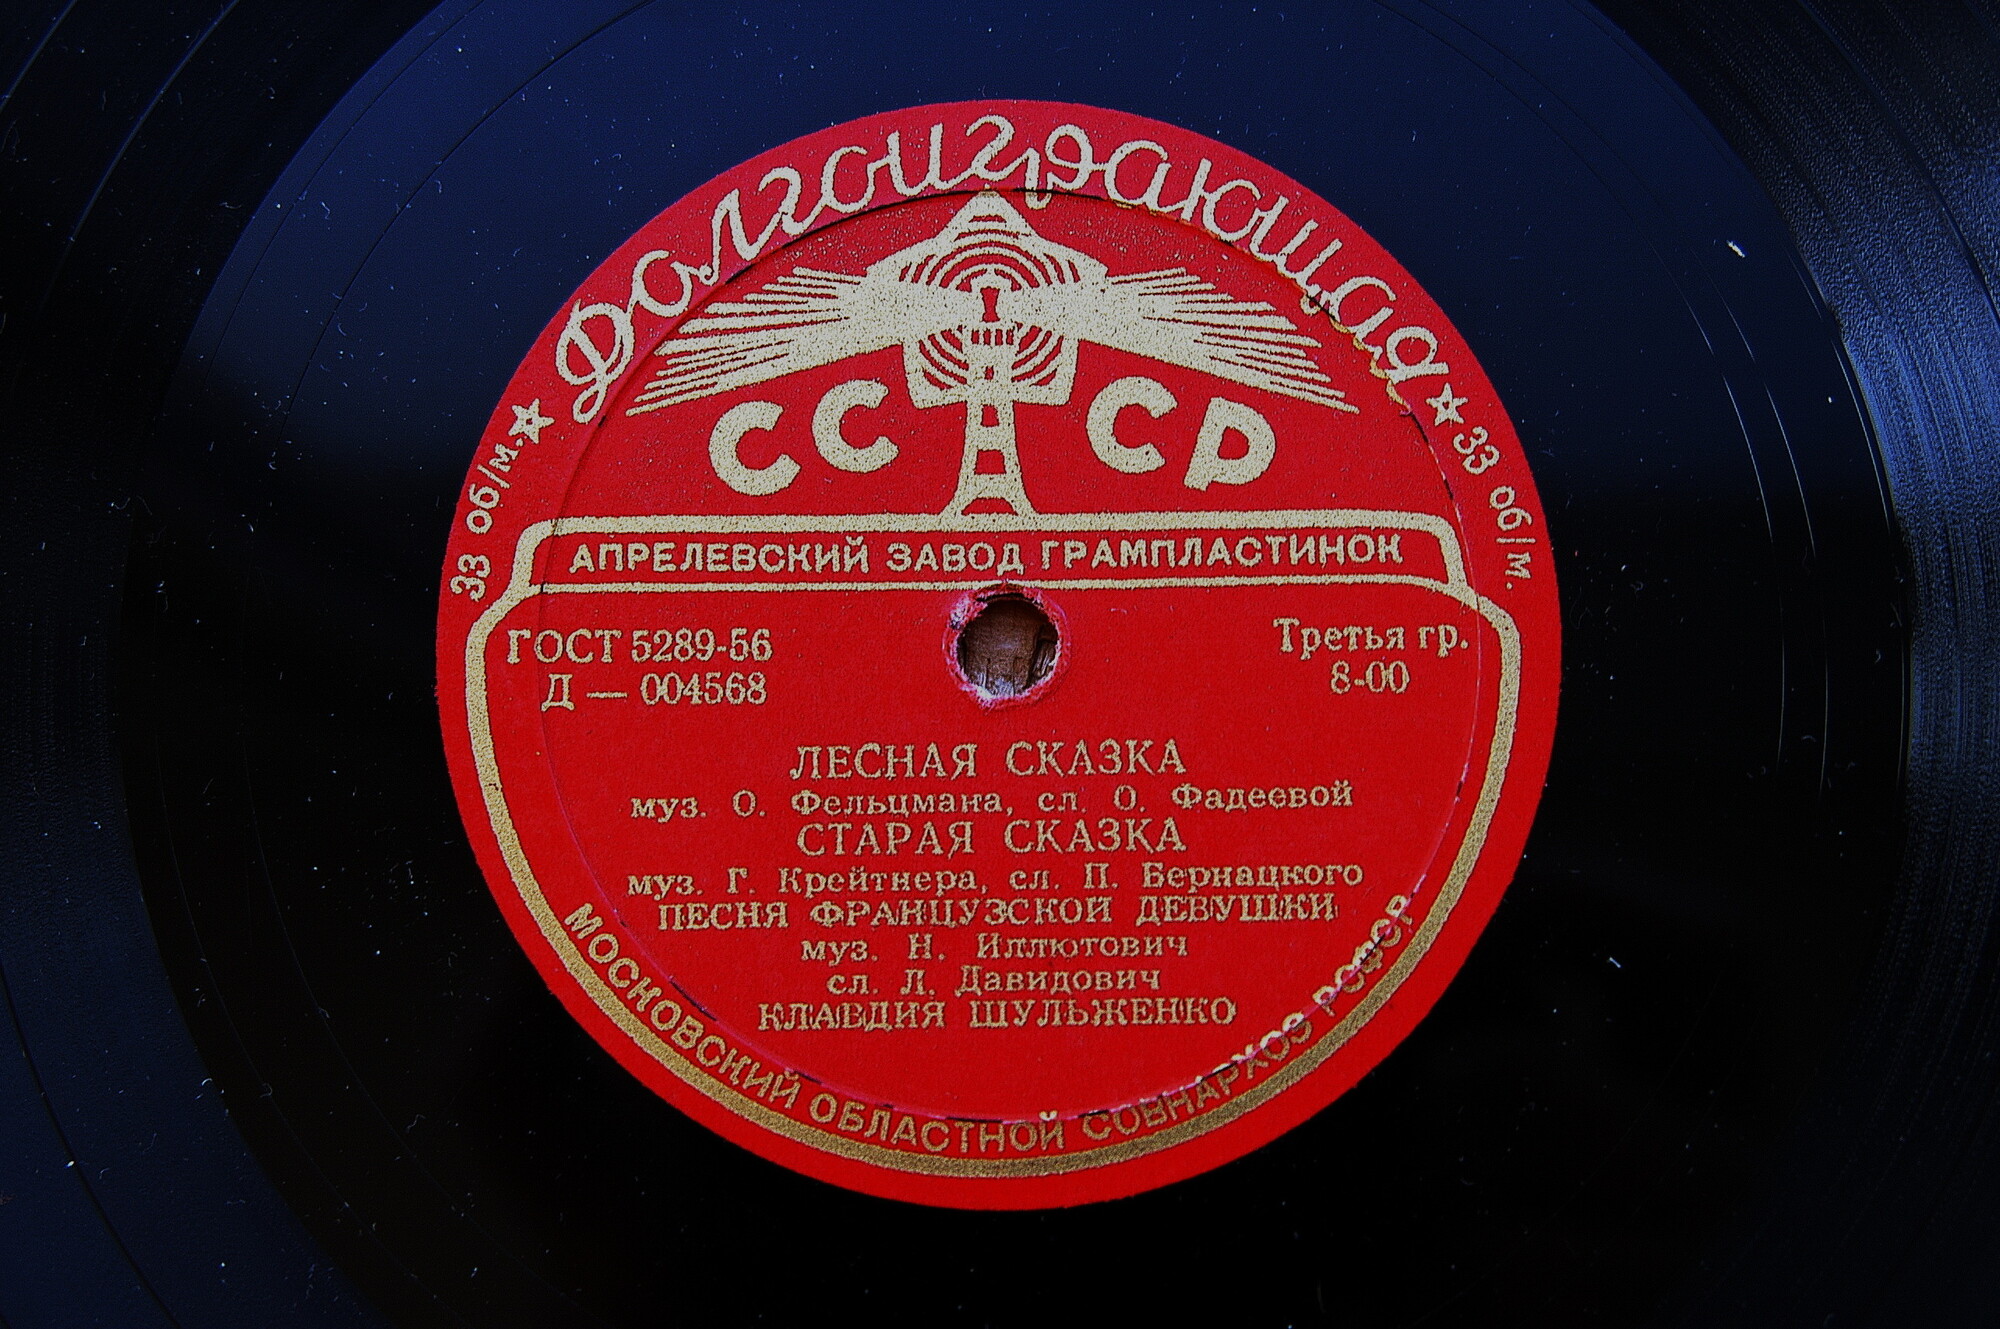 Долгоиграющая
33 об/м.
33 об/м.
СССР
АПРЕЛЕВСКИЙ ЗАВОД ГРАМПЛАСТИНОК
ГОСТ 5289-56
Д — 004568
Третья гр.
8-00
ЛЕСНАЯ СКАЗКА
муз. О. Фельцмана, сл. О. Фадеевой
СТАРАЯ СКАЗКА
муз. Г. Крейтнера, сл. П. Бернацкого
ПЕСНЯ ФРАНЦУЗСКОЙ ДЕВУШКИ
муз. Н. Иллютович
сл. Л. Давидович
КЛАВДИЯ ШУЛЬЖЕНКО
МОСКОВСКИЙ ОБЛАСТНОЙ СОВНАРХОЗ РСФСР